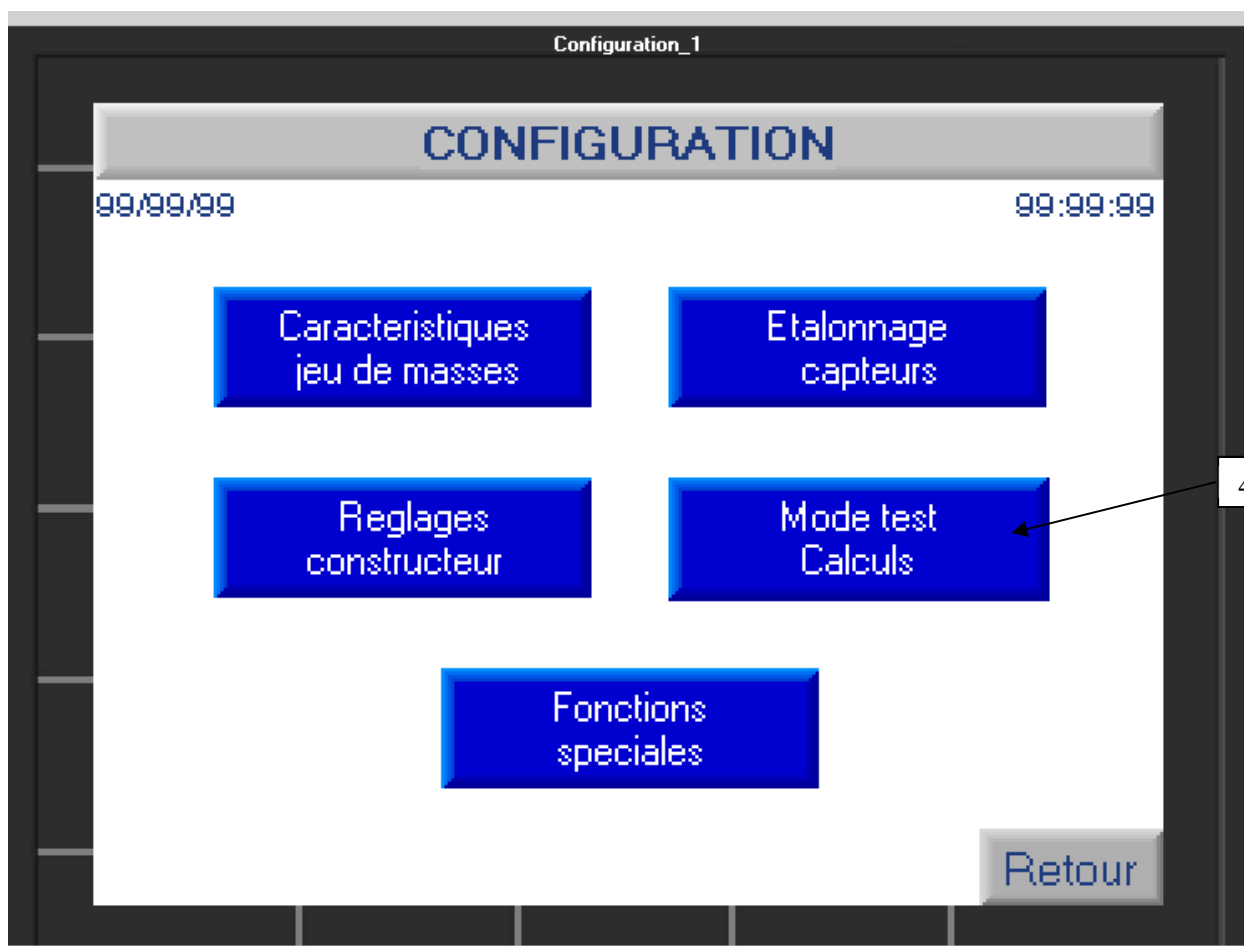 Configuration_1
CONFIGURATION
99/99/99 99:99:99
Caracteristiques
jeu de masses
Etalonnage
capteurs
Reglages
constructeur
Mode test
Calculs
4
Fonctions
speciales
Retour